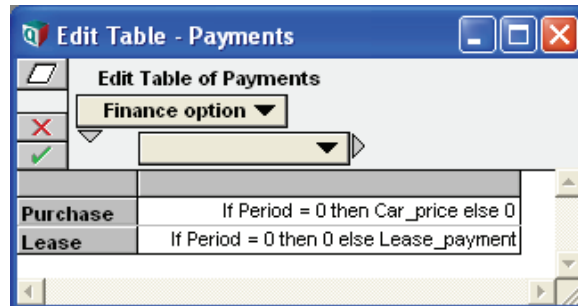 Edit Table - Payments
Edit Table of Payments
Finance option
Purchase If Period = 0 then Car_price else 0
Lease If Period = 0 then 0 else Lease_payment